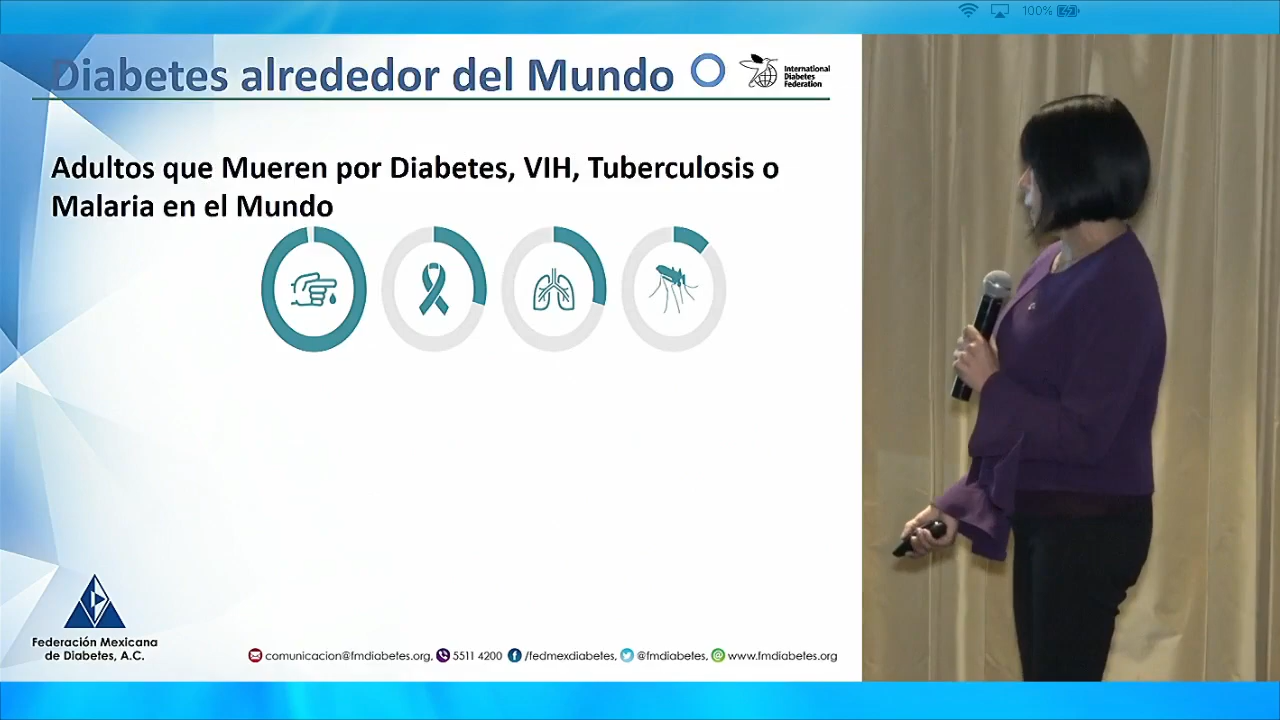 100%
Diabetes alrededor del Mundo
International
Diabetes
Federation
Adultos que Mueren por Diabetes, VIH, Tuberculosis o
Malaria en el Mundo
Federación Mexicana
de Diabetes, A.C.
comunicacion@fmdiabetes.org, 5511 4200 /fedmexdiabetes, @fmdiabetes, www.fmdiabetes.org